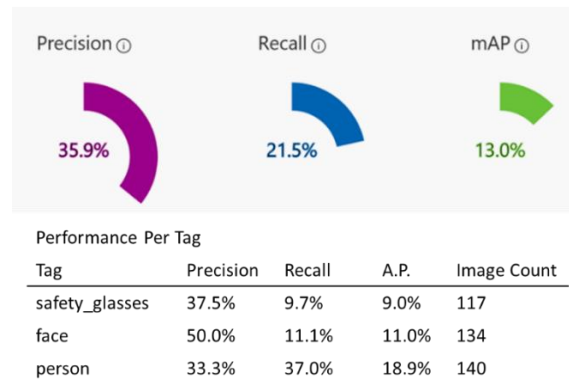 Precision Recall mAP
35.9% 21.5% 13.0%
Performance Per Tag
Tag Precision Recall A.P. Image Count
safety_glasses 37.5% 9.7% 9.0% 117
face 50.0% 11.1% 11.0% 134
person 33.3% 37.0% 18.9% 140